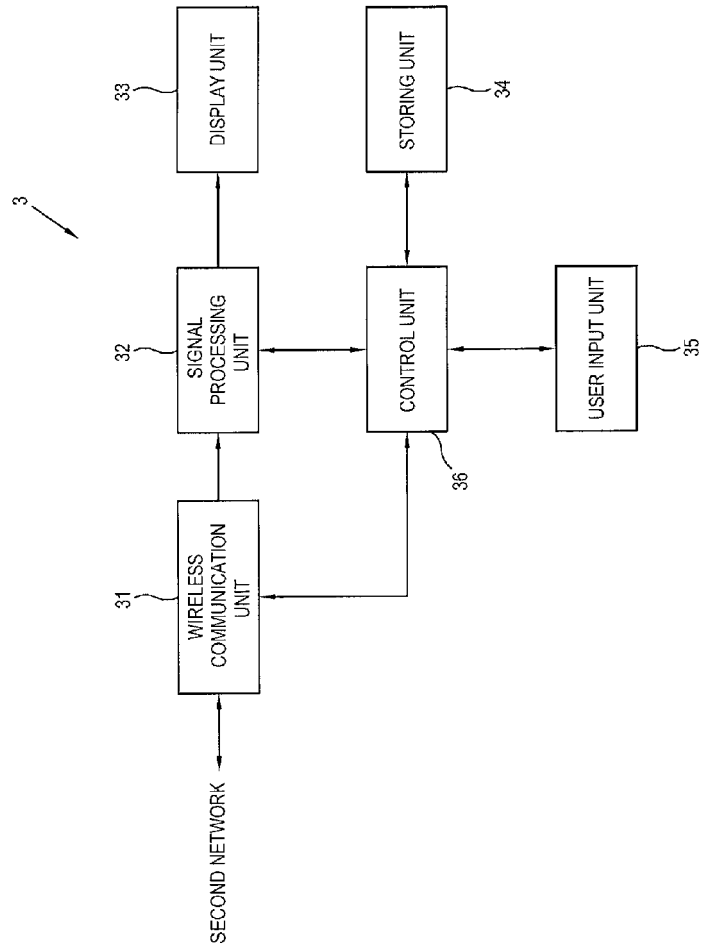 3
31
WIRELESS
COMMUNICATION
UNIT
32
SIGNAL
PROCESSING
UNIT
33
DISPLAY UNIT
SECOND NETWORK
36
CONTROL UNIT
34
STORING UNIT
USER INPUT UNIT
35